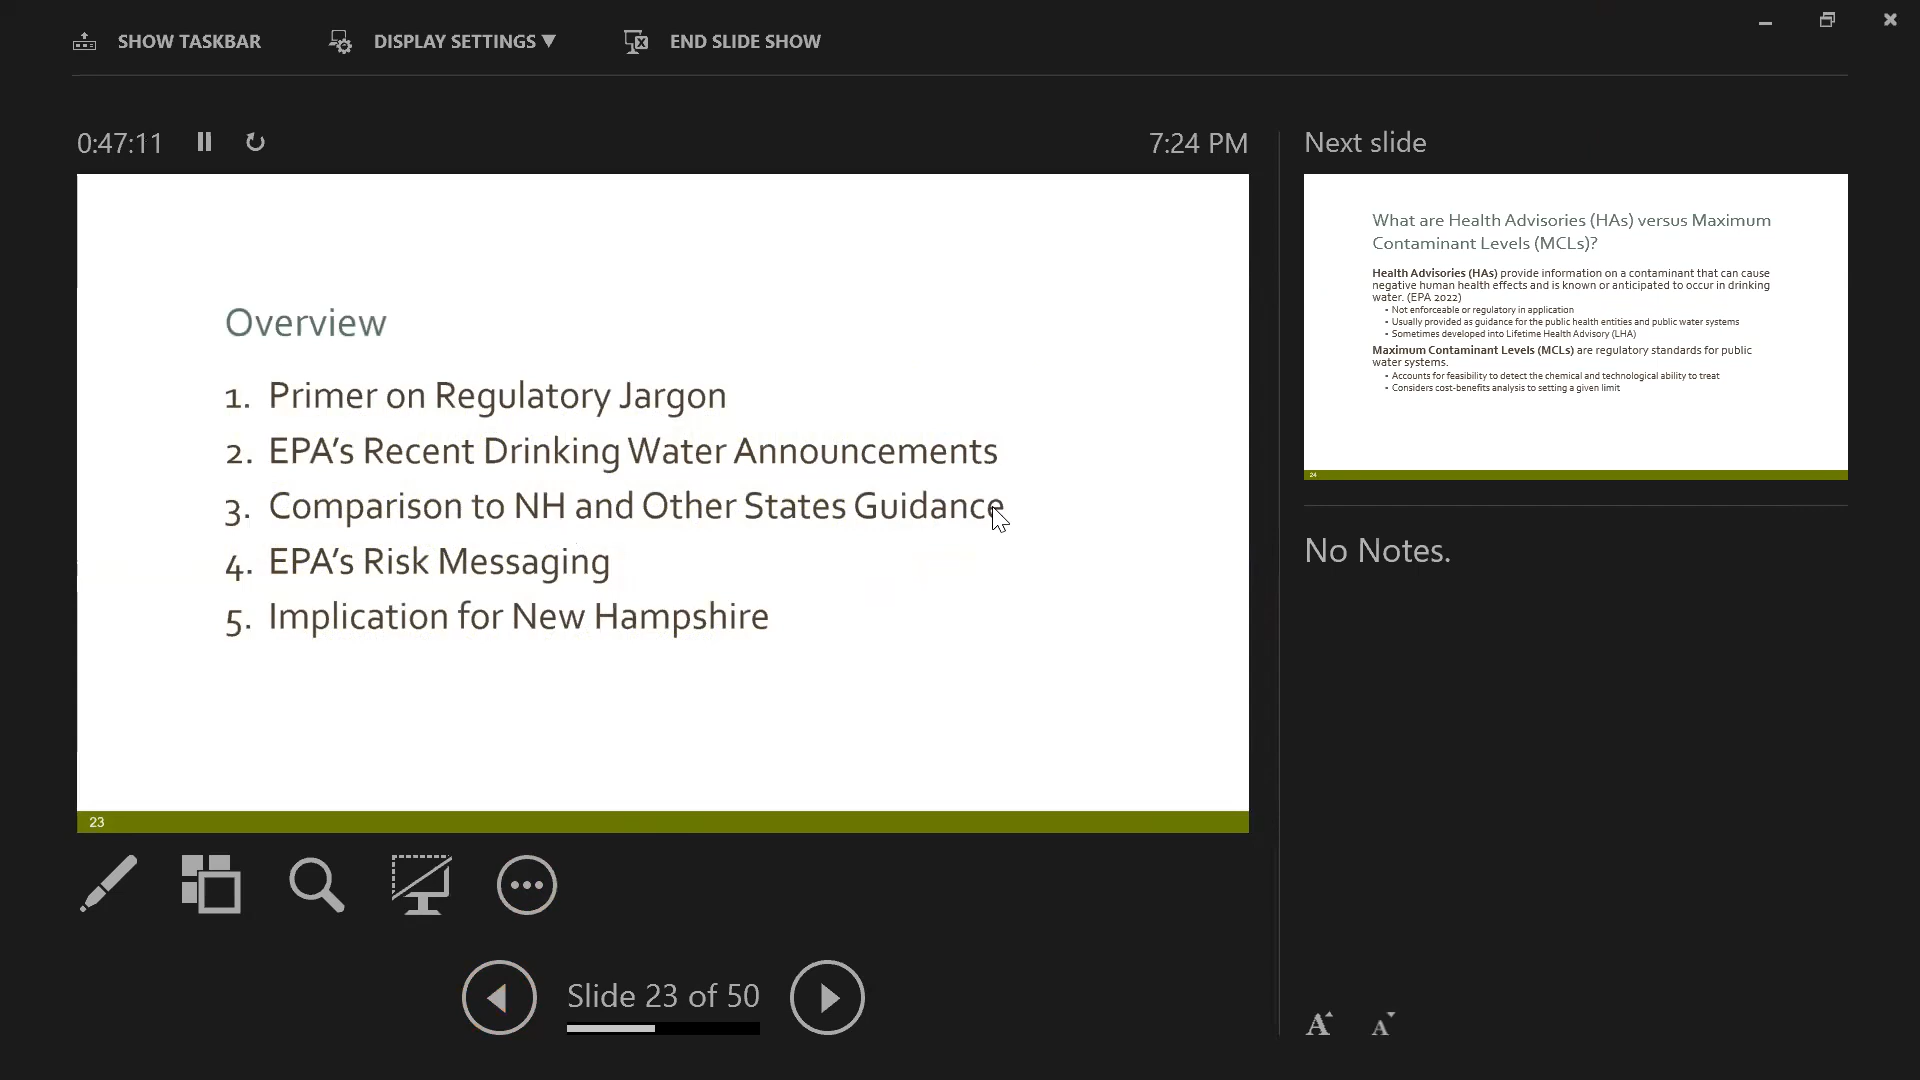 SHOW TASKBAR
DISPLAY SETTINGS ▼
END SLIDE SHOW
0:47:11
7:24 PM
Overview
1. Primer on Regulatory Jargon
2. EPA's Recent Drinking Water Announcements
3. Comparison to NH and Other States Guidance
4. EPA's Risk Messaging
5. Implication for New Hampshire
23
Slide 23 of 50
Next slide
What are Health Advisories (HAs) versus Maximum
Contaminant Levels (MCLs)?
Health Advisories (HAs) provide information on a contaminant that can cause
negative human health effects and is known or anticipated to occur in drinking
water. (EPA 2022)
• Not enforceable or regulatory in application
• Usually provided as guidance for the public health entities and public water systems
• Sometimes developed into Lifetime Health Advisory (LHA)
Maximum Contaminant Levels (MCLs) are regulatory standards for public
water systems.
• Accounts for feasibility to detect the chemical and technological ability to treat
• Considers cost-benefits analysis to setting a given limit
24
No Notes.
A
A